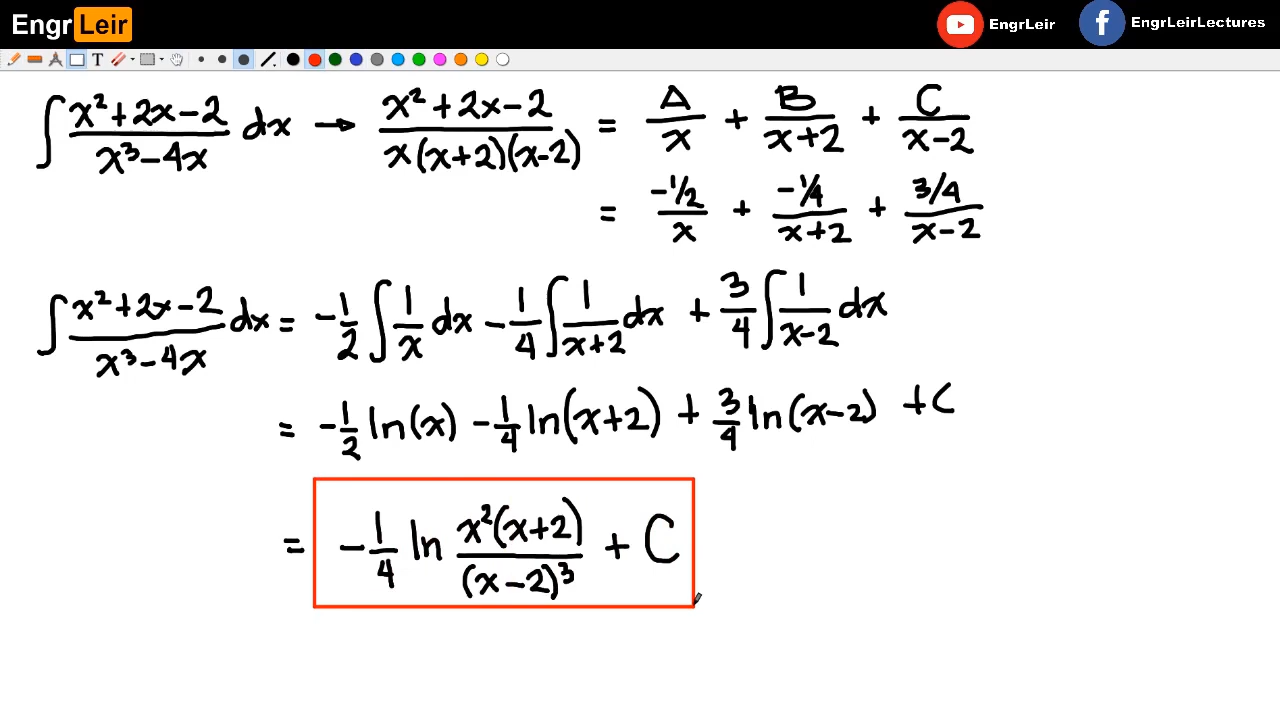 EngrLeir EngrLeir EngrLeirLectures
T
∫ (x²+2x-2)/(x³-4x) dx → (x²+2x-2)/(x(x+2)(x-2)) = A/x + B/(x+2) + C/(x-2)
= (-1/2)/x + (-1/4)/(x+2) + (3/4)/(x-2)
∫ (x²+2x-2)/(x³-4x) dx = -1/2 ∫ 1/x dx - 1/4 ∫ 1/(x+2) dx + 3/4 ∫ 1/(x-2) dx
= -1/2 ln(x) - 1/4 ln(x+2) + 3/4 ln(x-2) + C
= -1/4 ln (x²(x+2))/((x-2)³) + C